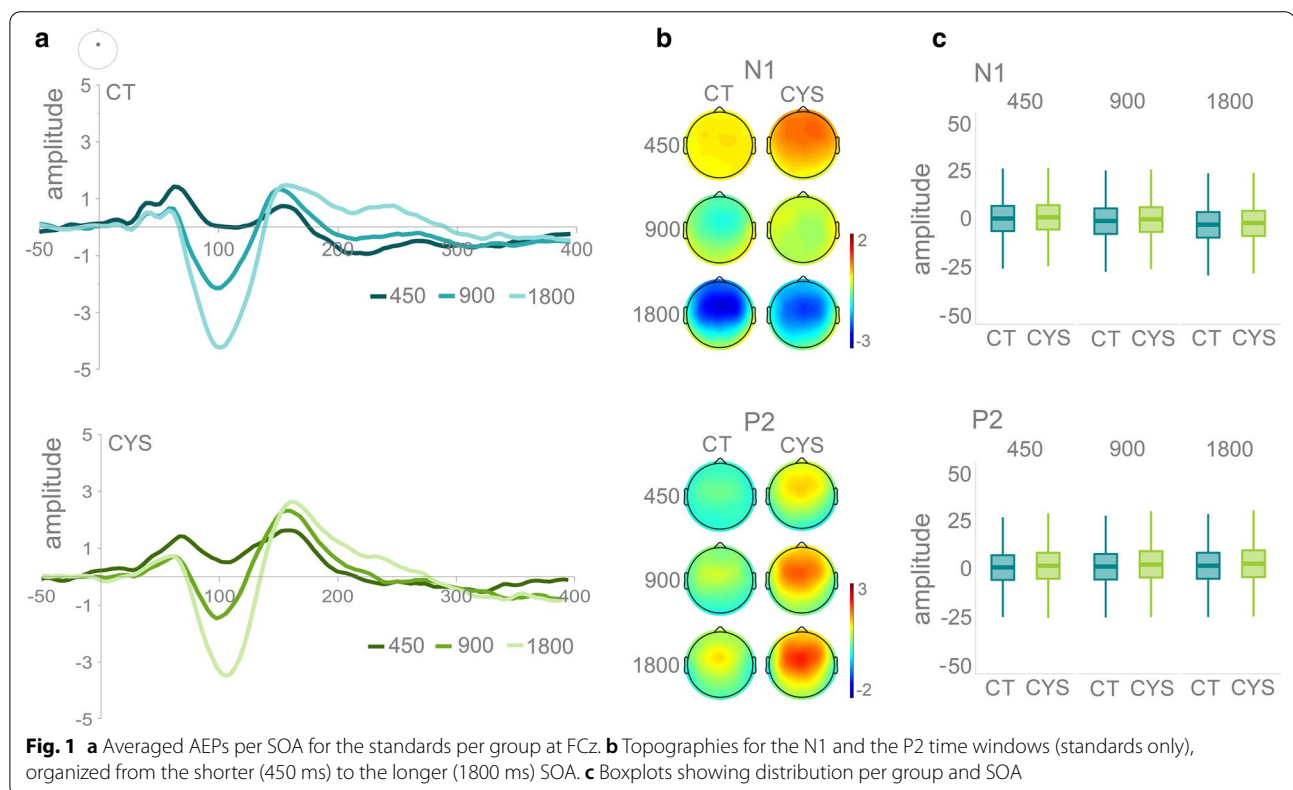 a
b
c
CT
amplitude
5
3
1
-1
-3
-5
-50
100
200
300
400
450 900 1800
CYS
amplitude
5
3
1
-1
-3
-5
-50
100
200
300
400
450 900 1800
N1
CT CYS
450
900
1800
2
-3
P2
CT CYS
450
900
1800
3
-2
N1
450 900 1800
amplitude
50
25
0
-25
-50
CT CYS CT CYS CT CYS
P2
450 900 1800
amplitude
50
25
0
-25
-50
CT CYS CT CYS CT CYS
Fig. 1 a Averaged AEPs per SOA for the standards per group at FCz. b Topographies for the N1 and the P2 time windows (standards only),
organized from the shorter (450 ms) to the longer (1800 ms) SOA. c Boxplots showing distribution per group and SOA